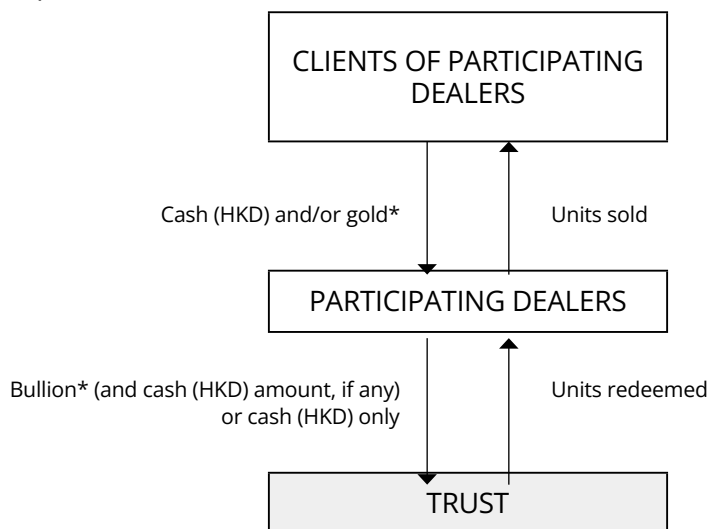 CLIENTS OF PARTICIPATING
DEALERS
Cash (HKD) and/or gold*
Units sold
PARTICIPATING DEALERS
Bullion* (and cash (HKD) amount, if any)
or cash (HKD) only
Units redeemed
TRUST